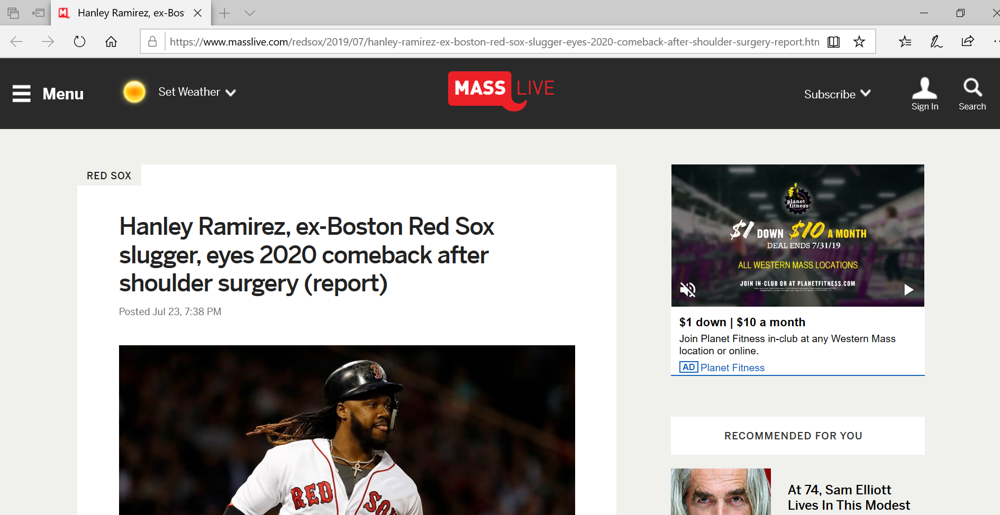 Hanley Ramirez, ex-Bos
https://www.masslive.com/redsox/2019/07/hanley-ramirez-ex-boston-red-sox-slugger-eyes-2020-comeback-after-shoulder-surgery-report.htn
Menu
Set Weather
MASS LIVE
Subscribe
Sign In
Search
RED SOX
Hanley Ramirez, ex-Boston Red Sox
slugger, eyes 2020 comeback after
shoulder surgery (report)
Posted Jul 23, 7:38 PM
B
RED SOX
planet
fitness
$1 DOWN $10 A MONTH
DEAL ENDS 7/31/19
ALL WESTERN MASS LOCATIONS
JOIN IN-CLUB OR AT PLANETFITNESS.COM
$1 down | $10 a month
Join Planet Fitness in-club at any Western Mass
location or online.
AD Planet Fitness
RECOMMENDED FOR YOU
At 74, Sam Elliott
Lives In This Modest